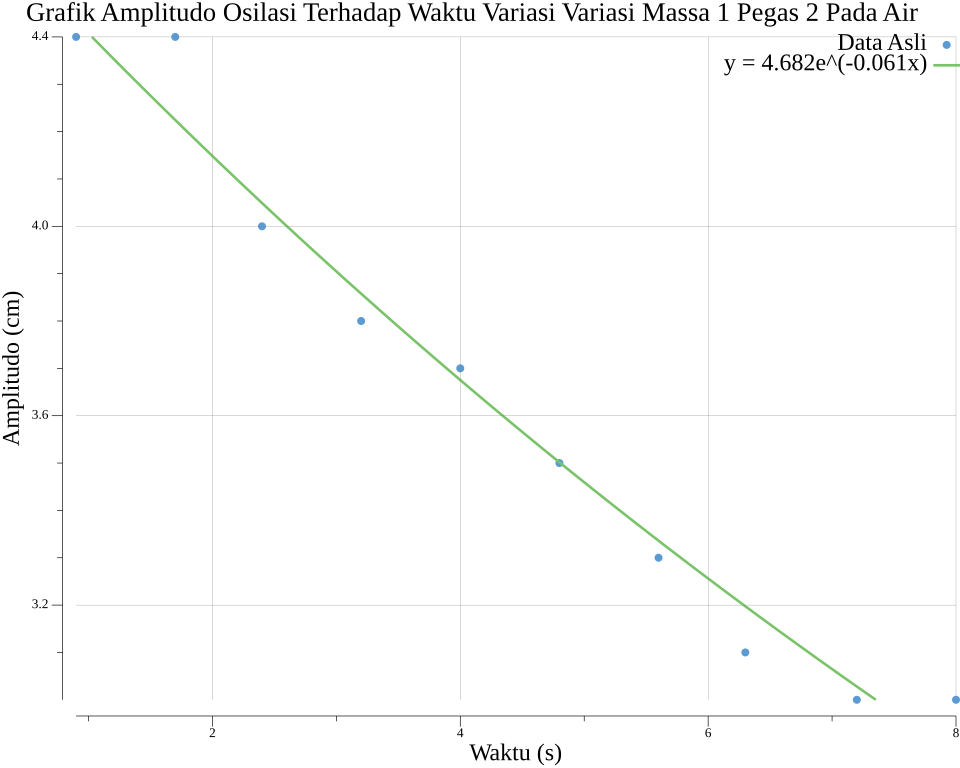 Grafik Amplitudo Osilasi Terhadap Waktu Variasi Variasi Massa 1 Pegas 2 Pada Air
Data Asli
y = 4.682e^(-0.061x)
Amplitudo (cm)
4.4
4.0
3.6
3.2
2 4 6 8
Waktu (s)